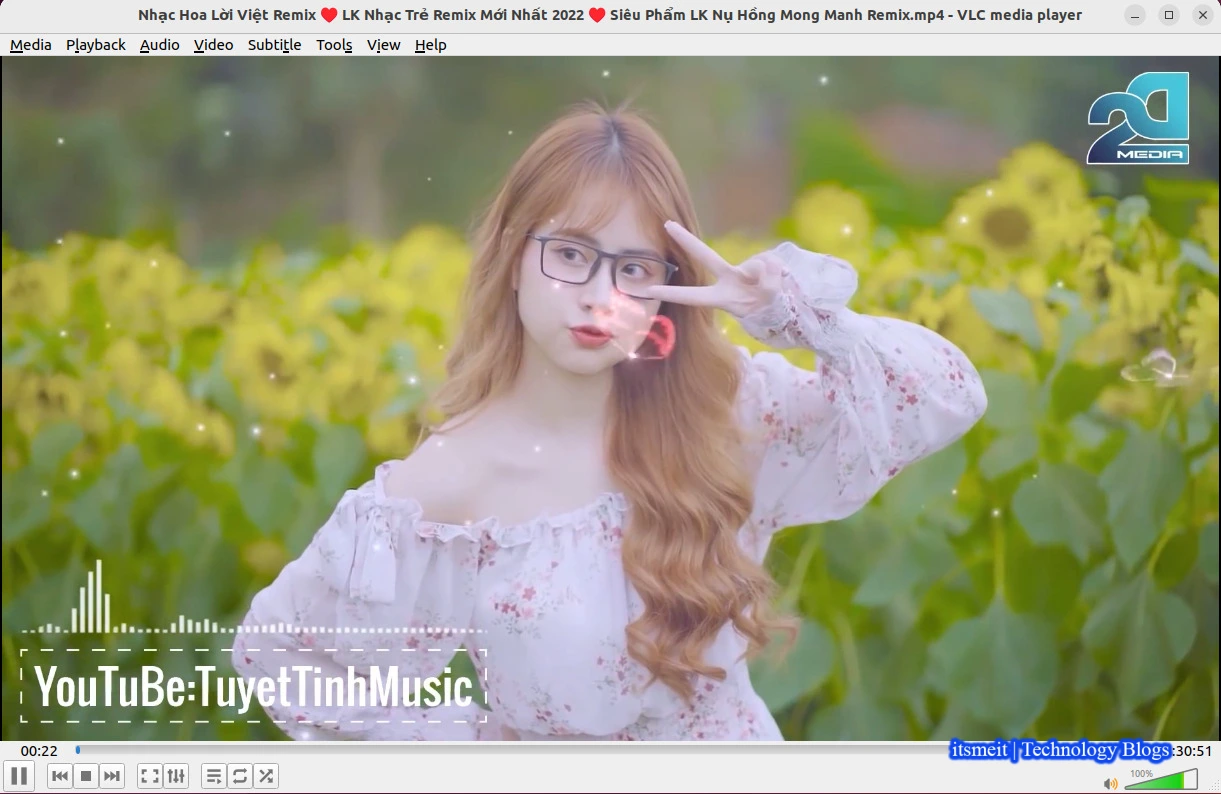 Nhạc Hoa Lời Việt Remix ❤️ LK Nhạc Trẻ Remix Mới Nhất 2022 ❤️ Siêu Phẩm LK Nụ Hồng Mong Manh Remix.mp4 - VLC media player
Media Playback Audio Video Subtitle Tools View Help
2D
MEDIA
YouTuBe:TuyetTinhMusic
00:22
itsmeit | Technology Blogs
:30:51
100%